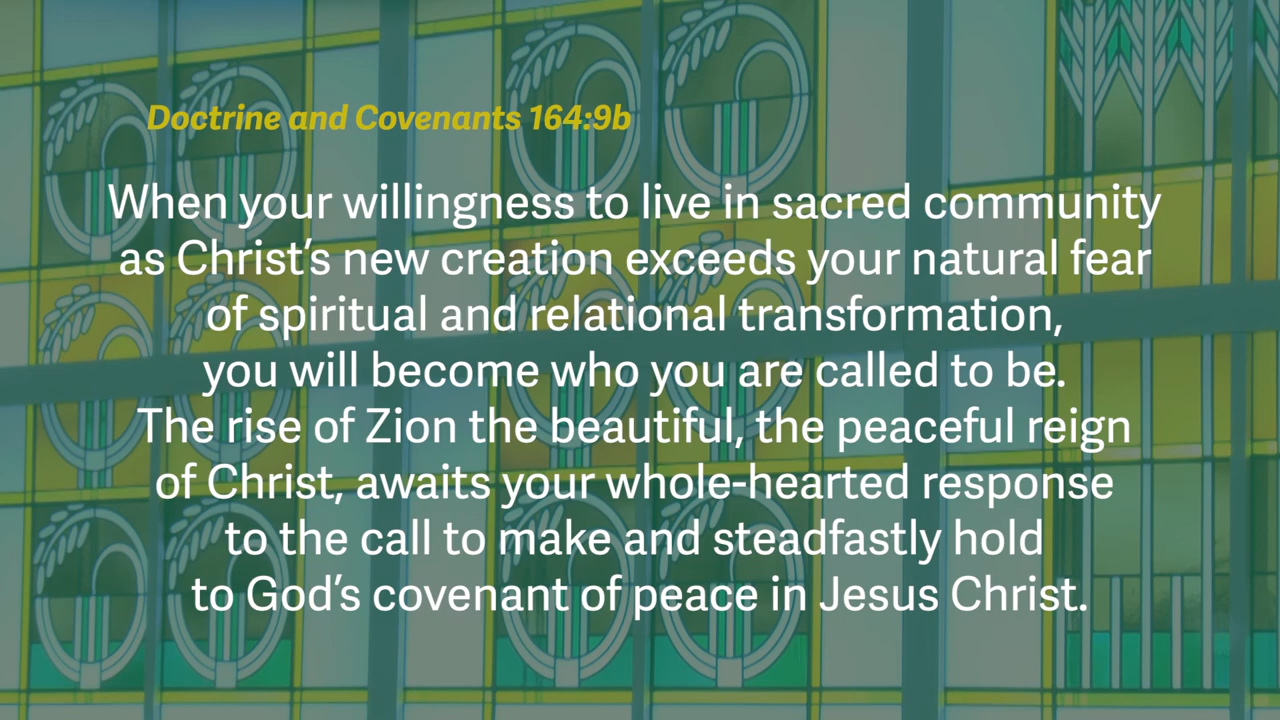 Doctrine and Covenants 164:9b
When your willingness to live in sacred community
as Christ’s new creation exceeds your natural fear
of spiritual and relational transformation,
you will become who you are called to be.
The rise of Zion the beautiful, the peaceful reign
of Christ, awaits your whole-hearted response
to the call to make and steadfastly hold
to God’s covenant of peace in Jesus Christ.